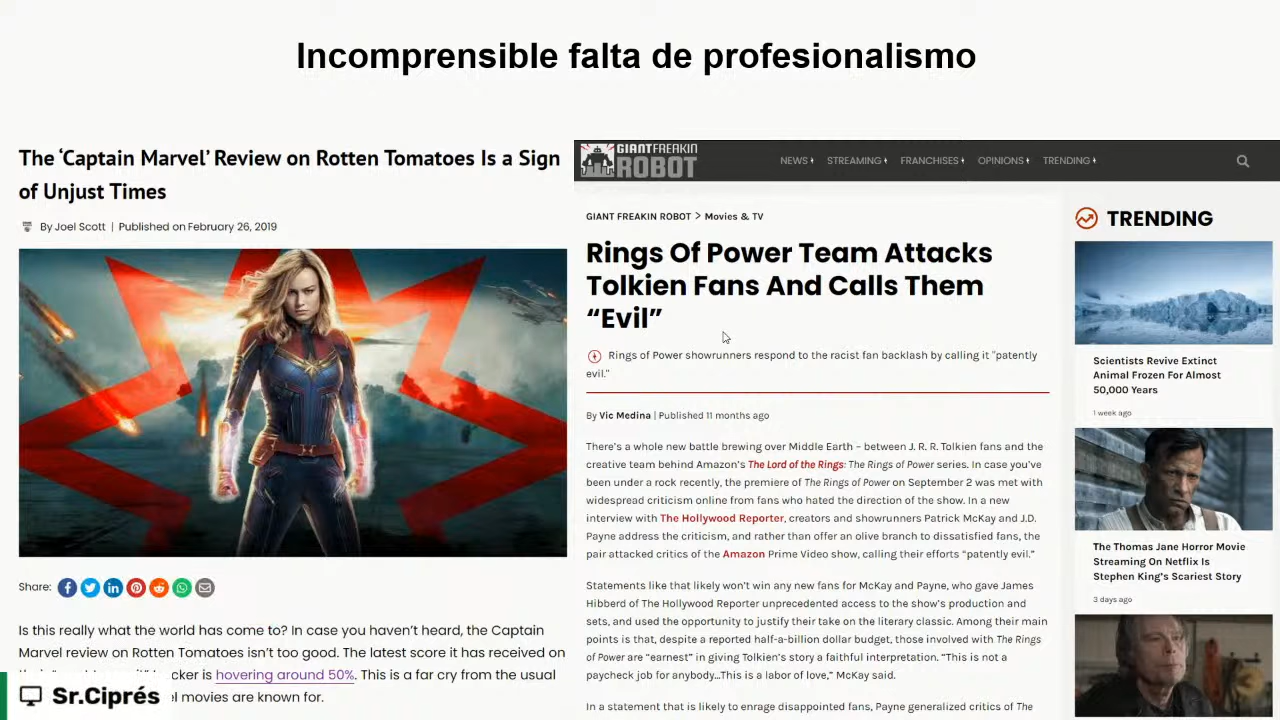 Incomprensible falta de profesionalismo
The ‘Captain Marvel’ Review on Rotten Tomatoes Is a Sign
of Unjust Times
By Joel Scott | Published on February 26, 2019
Share:
Is this really what the world has come to? In case you haven’t heard, the Captain
Marvel review on Rotten Tomatoes isn’t too good. The latest score it has received on
cker is hovering around 50%. This is a far cry from the usual
el movies are known for.
Sr.Ciprés
GIANT FREAKIN
ROBOT
NEWS
STREAMING
FRANCHISES
OPINIONS
TRENDING
GIANT FREAKIN ROBOT > Movies & TV
Rings Of Power Team Attacks
Tolkien Fans And Calls Them
“Evil”
Rings of Power showrunners respond to the racist fan backlash by calling it "patently
evil."
By Vic Medina | Published 11 months ago
There’s a whole new battle brewing over Middle Earth – between J. R. R. Tolkien fans and the
creative team behind Amazon’s The Lord of the Rings: The Rings of Power series. In case you’ve
been under a rock recently, the premiere of The Rings of Power on September 2 was met with
widespread criticism online from fans who hated the direction of the show. In a new
interview with The Hollywood Reporter, creators and showrunners Patrick McKay and J.D.
Payne address the criticism, and rather than offer an olive branch to dissatisfied fans, the
pair attacked critics of the Amazon Prime Video show, calling their efforts “patently evil.”
Statements like that likely won’t win any new fans for McKay and Payne, who gave James
Hibberd of The Hollywood Reporter unprecedented access to the show’s production and
sets, and used the opportunity to justify their take on the literary classic. Among their main
points is that, despite a reported half-a-billion dollar budget, those involved with The Rings
of Power are “earnest” in giving Tolkien’s story a faithful interpretation. “This is not a
paycheck job for anybody…This is a labor of love,” McKay said.
In a statement that is likely to enrage disappointed fans, Payne generalized critics of The
TRENDING
Scientists Revive Extinct
Animal Frozen For Almost
50,000 Years
1 week ago
The Thomas Jane Horror Movie
Streaming On Netflix Is
Stephen King’s Scariest Story
3 days ago